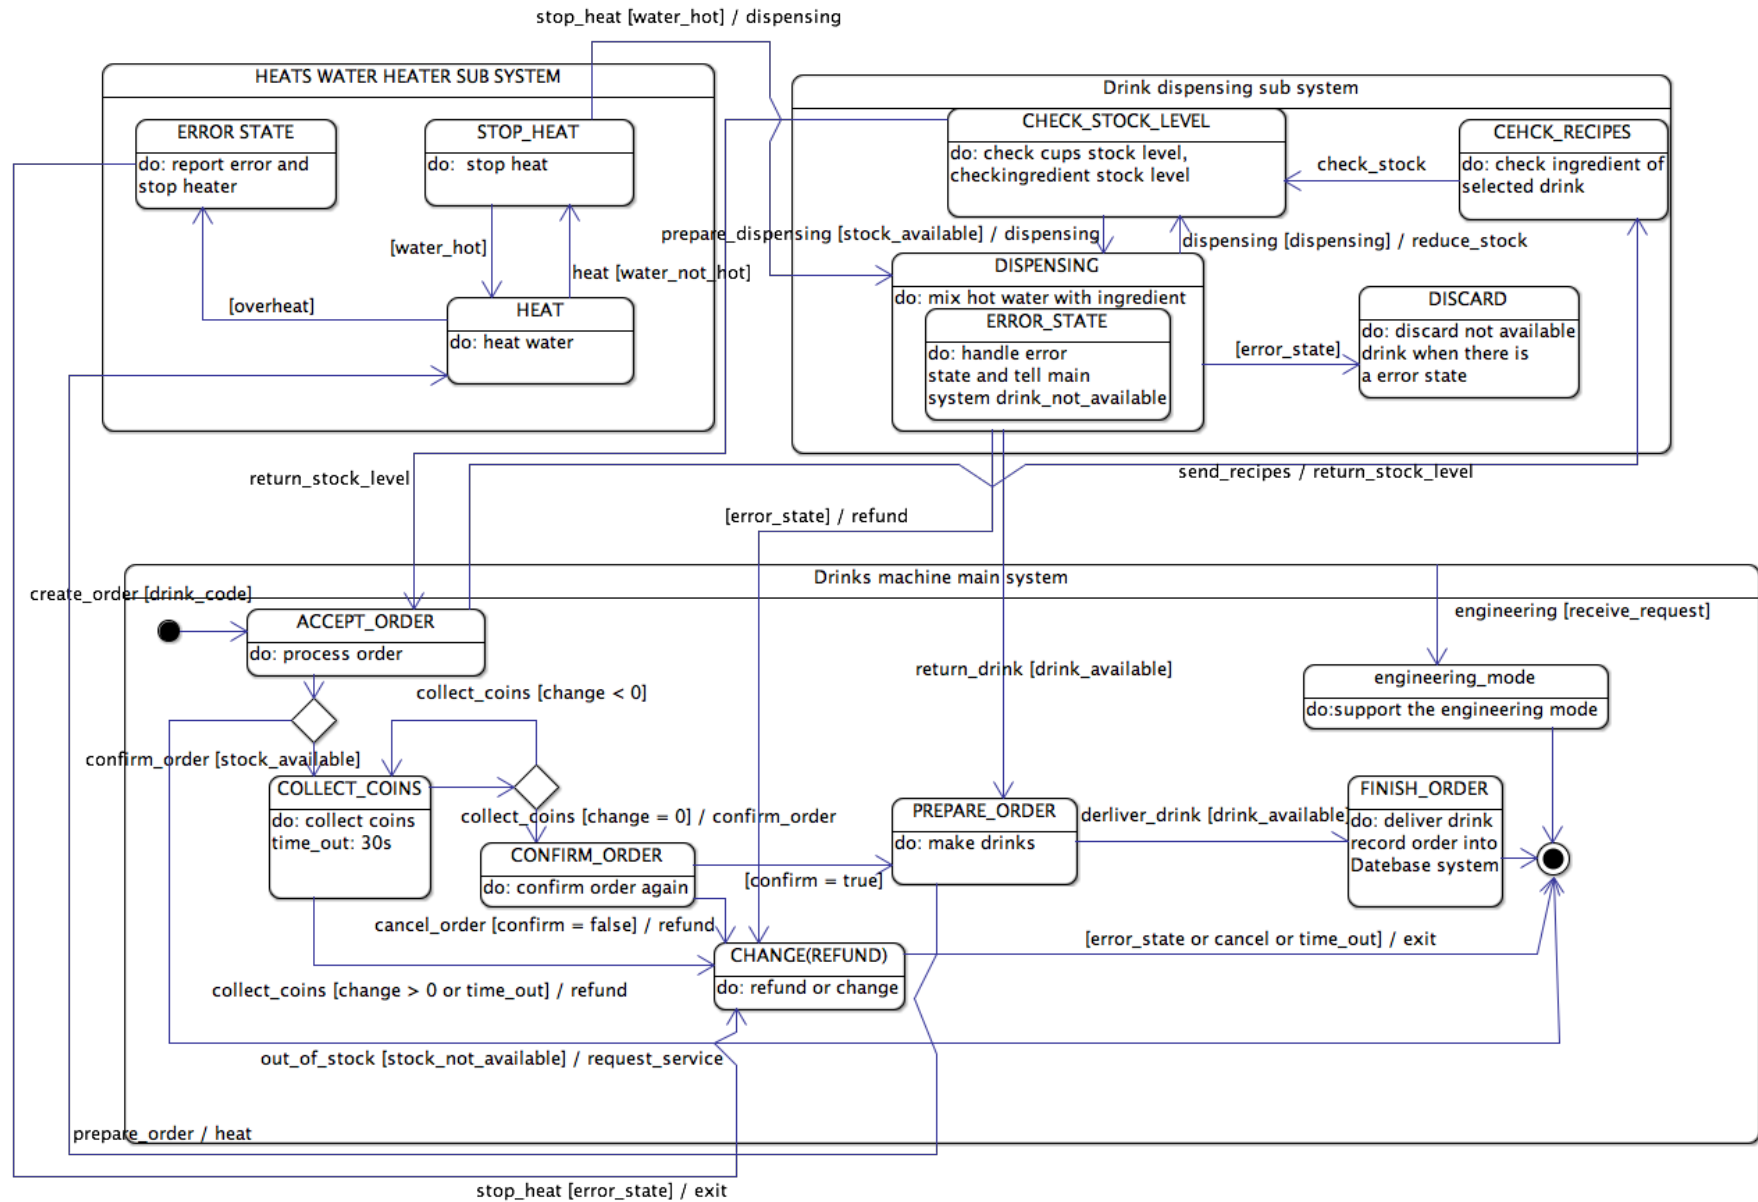 stop_heat [water_hot] / dispensing
HEATS WATER HEATER SUB SYSTEM
ERROR STATE
do: report error and
stop heater
STOP_HEAT
do:  stop heat
[water_hot]
heat [water_not_hot]
[overheat]
HEAT
do: heat water
Drink dispensing sub system
CHECK_STOCK_LEVEL
do: check cups stock level,
checkingredient stock level
check_stock
CEHCK_RECIPES
do: check ingredient of
selected drink
prepare_dispensing [stock_available] / dispensing
dispensing [dispensing] / reduce_stock
DISPENSING
do: mix hot water with ingredient
ERROR_STATE
do: handle error
state and tell main
system drink_not_available
[error_state]
DISCARD
do: discard not available
drink when there is
a error state
return_stock_level
send_recipes / return_stock_level
[error_state] / refund
Drinks machine main system
create_order [drink_code]
ACCEPT_ORDER
do: process order
engineering [receive_request]
return_drink [drink_available]
engineering_mode
do:support the engineering mode
collect_coins [change < 0]
confirm_order [stock_available]
COLLECT_COINS
do: collect coins
time_out: 30s
collect_coins [change = 0] / confirm_order
CONFIRM_ORDER
do: confirm order again
[confirm = true]
PREPARE_ORDER
do: make drinks
derliver_drink [drink_available]
FINISH_ORDER
do: deliver drink
record order into
Datebase system
cancel_order [confirm = false] / refund
CHANGE(REFUND)
do: refund or change
[error_state or cancel or time_out] / exit
collect_coins [change > 0 or time_out] / refund
out_of_stock [stock_not_available] / request_service
prepare_order / heat
stop_heat [error_state] / exit